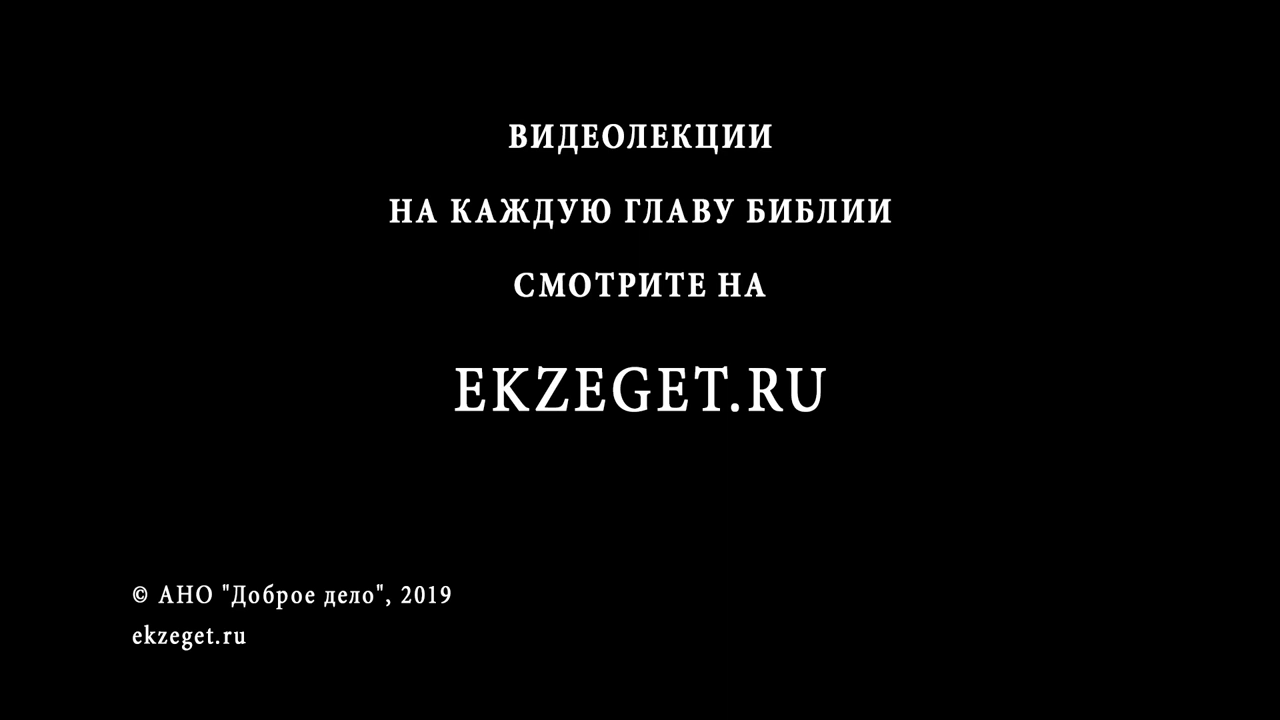 ВИДЕОЛЕКЦИИ
НА КАЖДУЮ ГЛАВУ БИБЛИИ
СМОТРИТЕ НА
EKZEGET.RU
© АНО "Доброе дело", 2019
ekzeget.ru